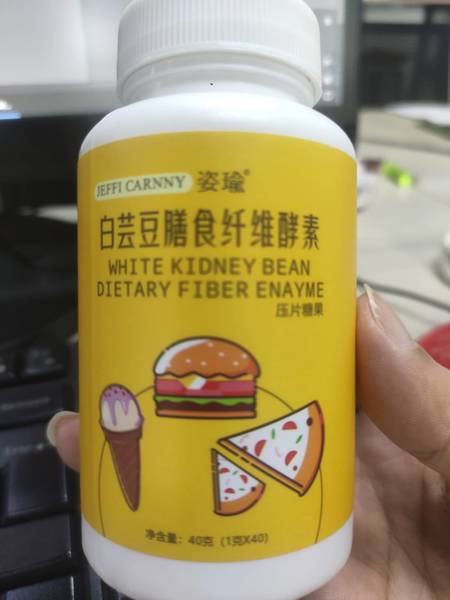 JEFFI CARNNY 姿瑜®
白芸豆膳食纤维酵素
WHITE KIDNEY BEAN
DIETARY FIBER ENAYME
压片糖果
净含量：40克（1克X40）